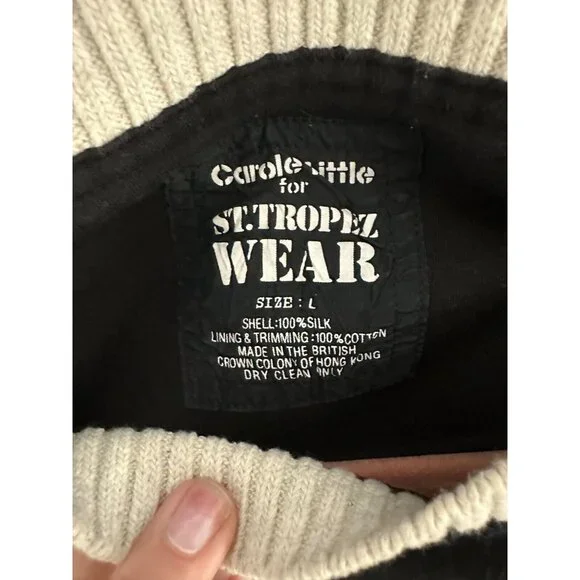 Carole Little
for
ST.TROPEZ
WEAR
SIZE : L
SHELL:100%SILK
LINING & TRIMMING :100%COTTEN
MADE IN THE BRITISH
CROWN COLONY OF HONG KONG
DRY CLEAN ONLY